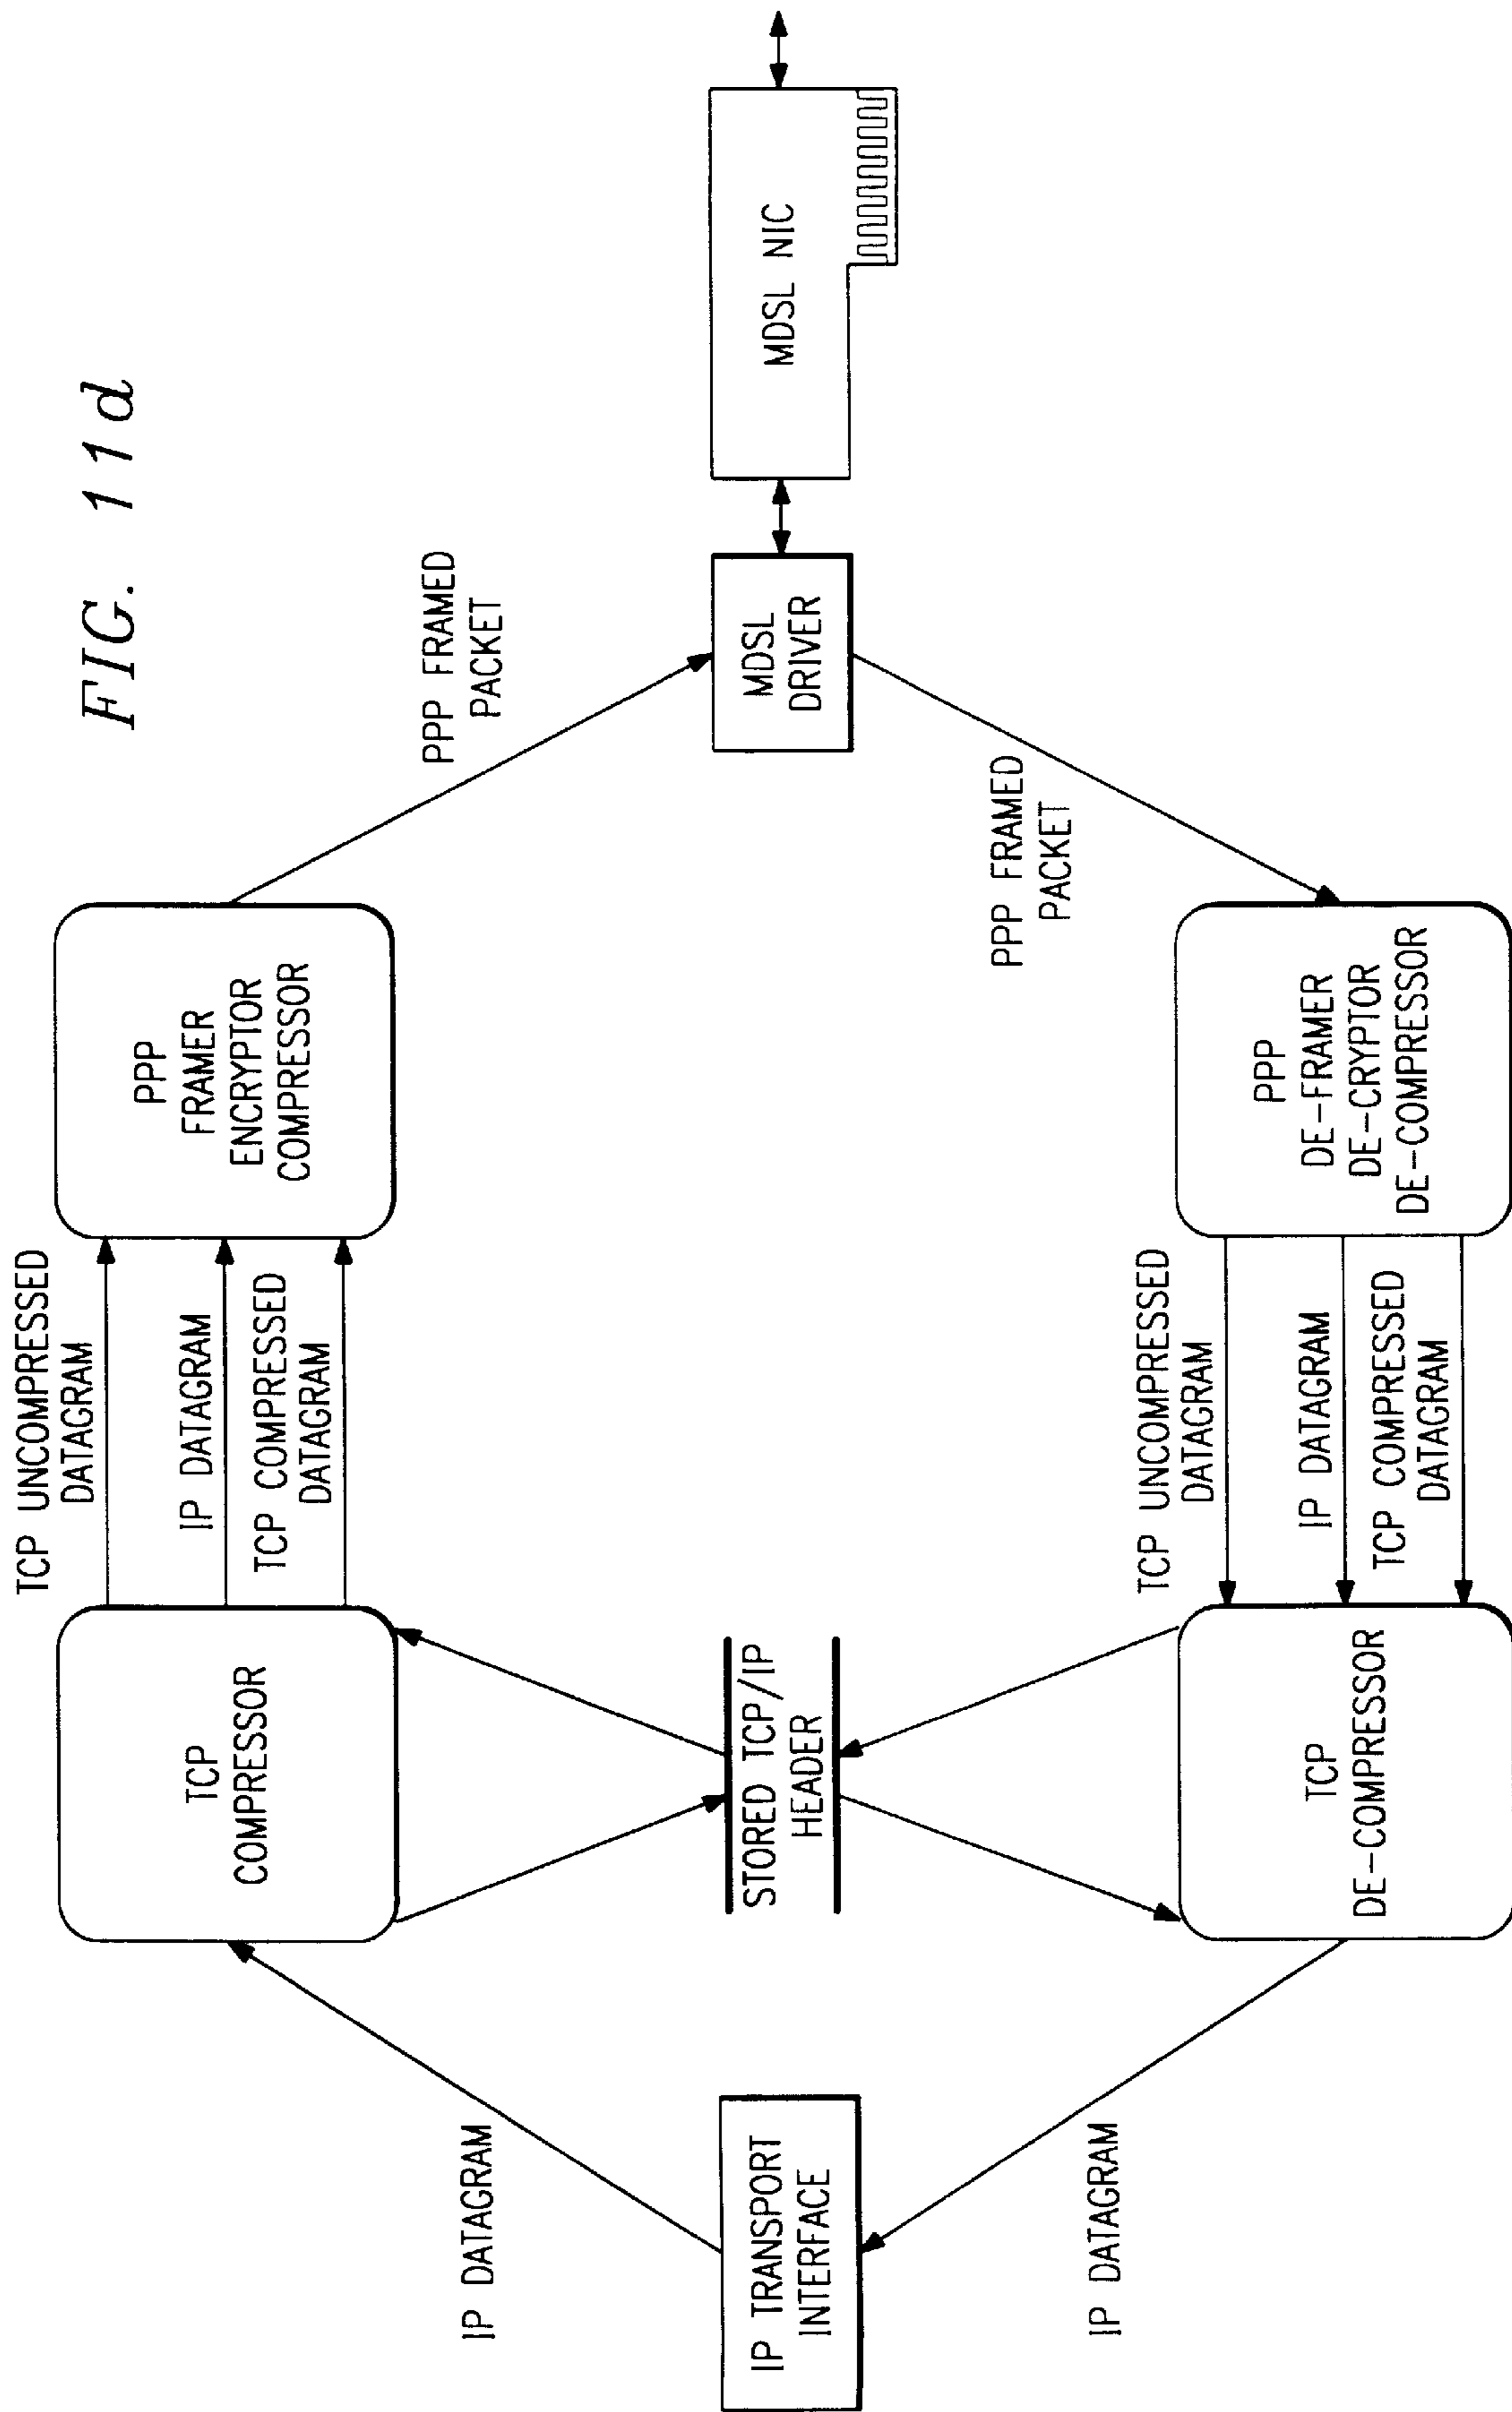 FIG. 11d
TCP UNCOMPRESSED
DATAGRAM
IP DATAGRAM
TCP COMPRESSED
DATAGRAM
TCP
COMPRESSOR
PPP
FRAMER
ENCRYPTOR
COMPRESSOR
PPP FRAMED
PACKET
IP DATAGRAM
IP TRANSPORT
INTERFACE
STORED TCP/IP
HEADER
MDSL
DRIVER
MDSL NIC
IP DATAGRAM
PPP FRAMED
PACKET
TCP UNCOMPRESSED
DATAGRAM
IP DATAGRAM
TCP COMPRESSED
DATAGRAM
TCP
DE-COMPRESSOR
PPP
DE-FRAMER
DE-CRYPTOR
DE-COMPRESSOR